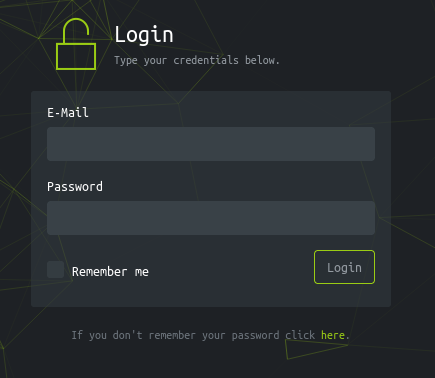 Login
Type your credentials below.
E-Mail
Password
Remember me
Login
If you don't remember your password click here.